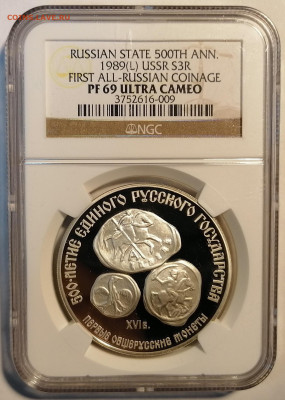 RUSSIAN STATE 500TH ANN.
1989(L) USSR S3R
FIRST ALL-RUSSIAN COINAGE
PF 69 ULTRA CAMEO
3752616-009
NGC
500-ЛЕТИЕ ЕДИНОГО РУССКОГО ГОСУДАРСТВА
XVI в.
ПЕРВЫЕ ОБЩЕРУССКИЕ МОНЕТЫ